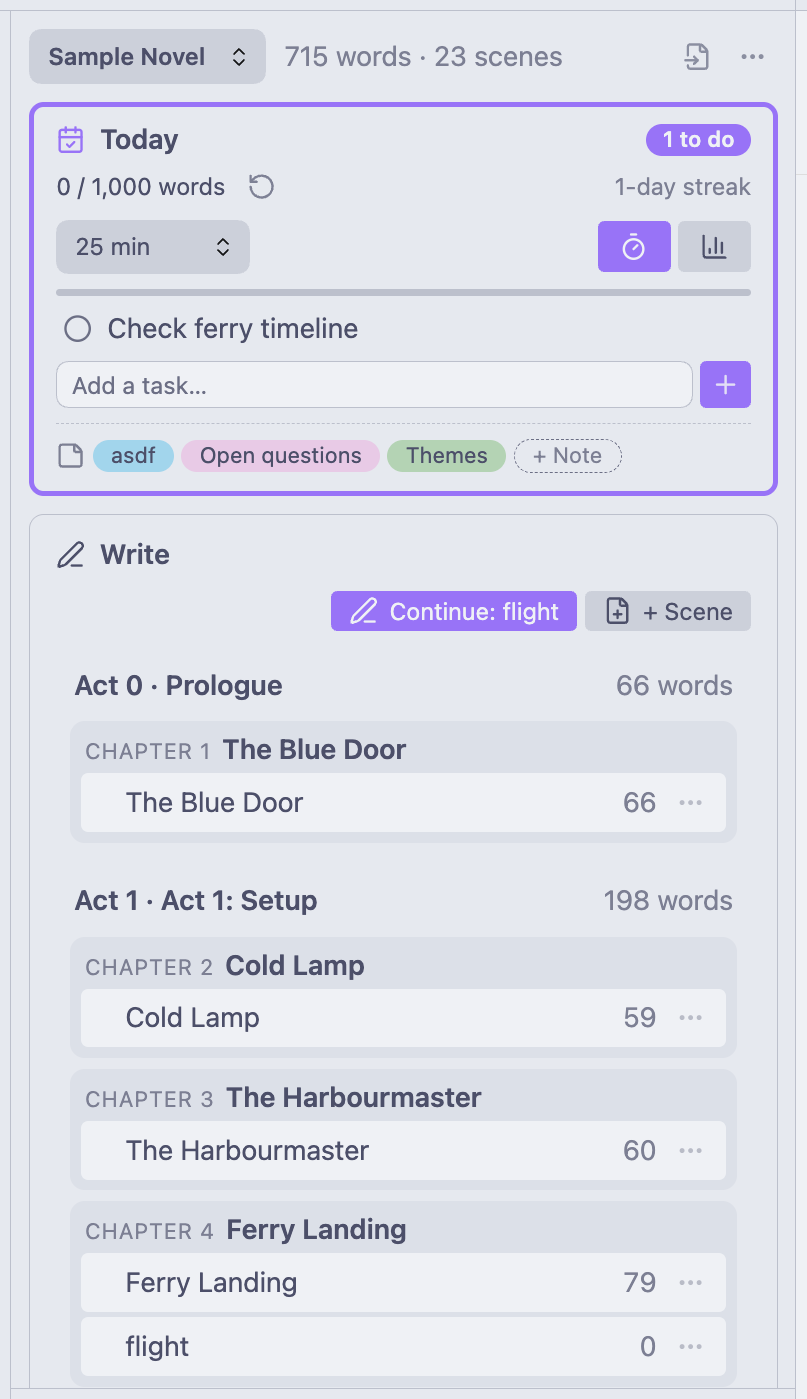 Sample Novel 715 words · 23 scenes
Today 1 to do
0 / 1,000 words 1-day streak
25 min
Check ferry timeline
Add a task...
asdf Open questions Themes + Note
Write
Continue: flight + Scene
Act 0 · Prologue 66 words
CHAPTER 1 The Blue Door
The Blue Door 66
Act 1 · Act 1: Setup 198 words
CHAPTER 2 Cold Lamp
Cold Lamp 59
CHAPTER 3 The Harbourmaster
The Harbourmaster 60
CHAPTER 4 Ferry Landing
Ferry Landing 79
flight 0